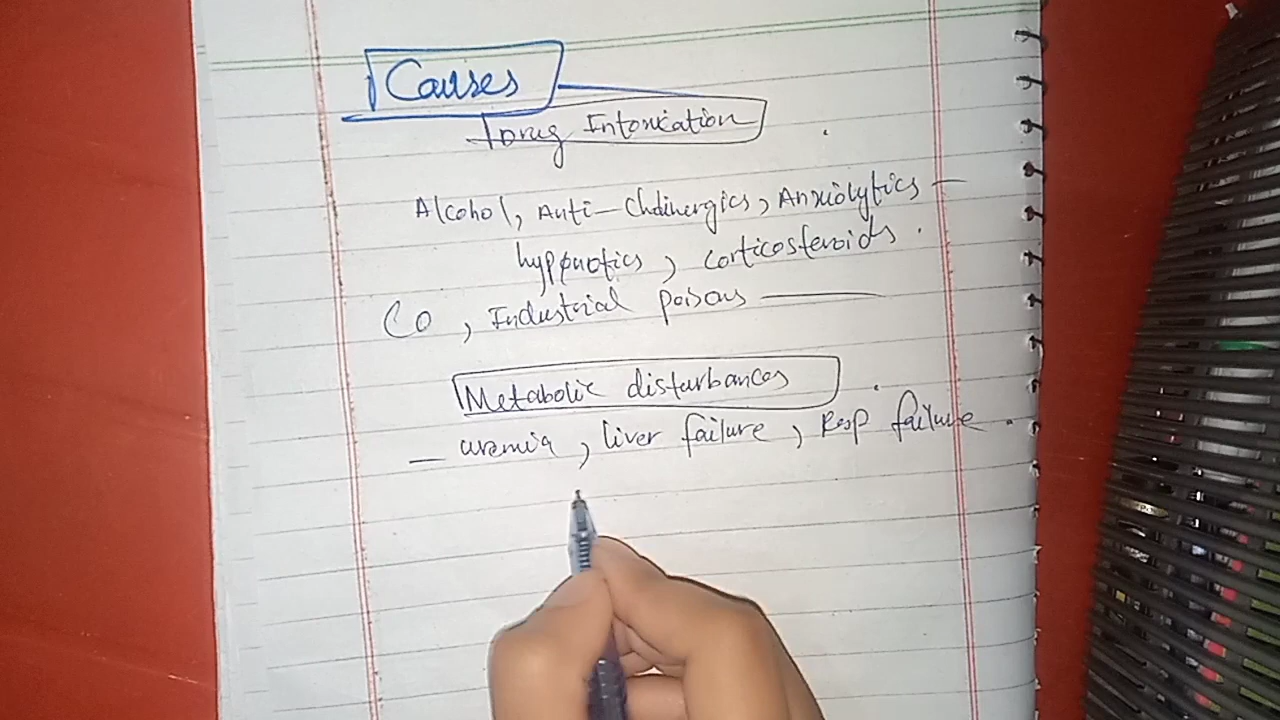 Causes
Drug Intoxication
Alcohol, Anti-Cholinergics, Anxiolytics —
hypnotics, corticosteroids.
CO, Industrial poisons —
Metabolic disturbances
— uremia, liver failure, Resp failure.